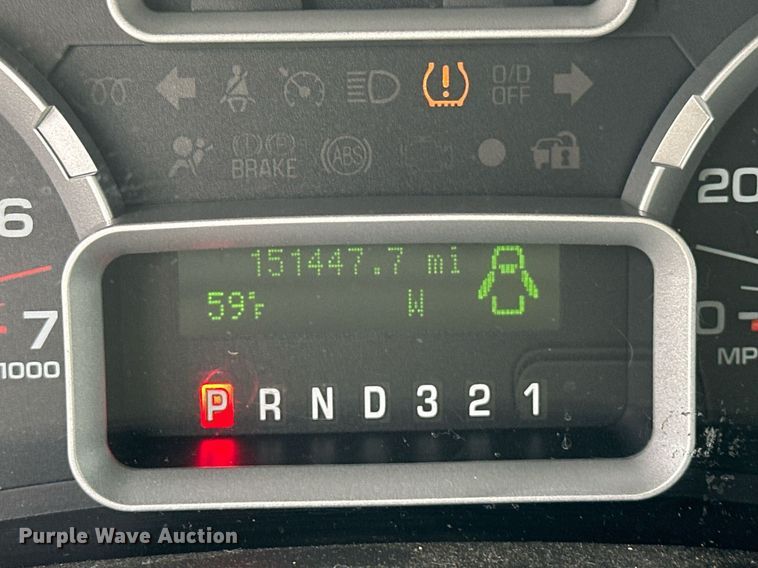 O/D
OFF
BRAKE
ABS
6
7
1000
20
0
MP
151447.7 mi
59°F
W
P R N D 3 2 1
Purple Wave Auction